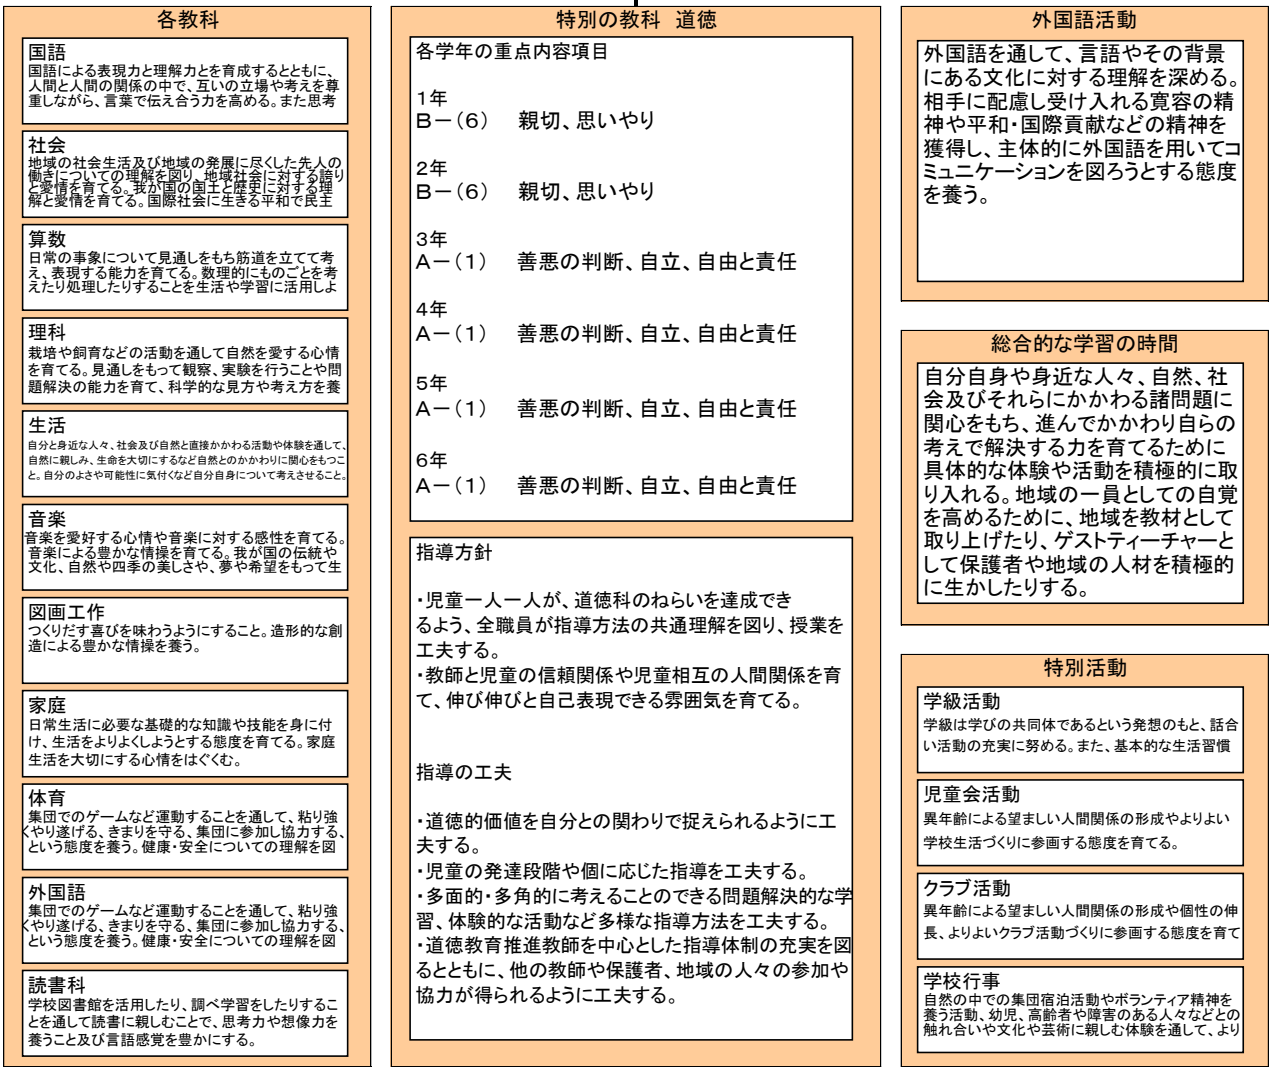 各教科
国語
国語による表現力と理解力とを育成するとともに、
人間と人間の関係の中で、互いの立場や考えを尊
重しながら、言葉で伝え合う力を高める。また思考
社会
地域の社会生活及び地域の発展に尽くした先人の
働きについての理解を図り、地域社会に対する誇り
と愛情を育てる。我が国の国土と歴史に対する理
解と愛情を育てる。国際社会に生きる平和で民主
算数
日常の事象について見通しをもち筋道を立てて考
え、表現する能力を育てる。数理的にものごとを考
えたり処理したりすることを生活や学習に活用しよ
理科
栽培や飼育などの活動を通して自然を愛する心情
を育てる。見通しをもって観察、実験を行うことや問
題解決の能力を育て、科学的な見方や考え方を養
生活
自分と身近な人々、社会及び自然と直接かかわる活動や体験を通して、
自然に親しみ、生命を大切にするなど自然とのかかわりに関心をもつこ
と。自分のよさや可能性に気付くなど自分自身について考えさせること。
音楽
音楽を愛好する心情や音楽に対する感性を育てる。
音楽による豊かな情操を育てる。我が国の伝統や
文化、自然や四季の美しさや、夢や希望をもって生
図画工作
つくりだす喜びを味わうようにすること。造形的な創
造による豊かな情操を養う。
家庭
日常生活に必要な基礎的な知識や技能を身に付
け、生活をよりよくしようとする態度を育てる。家庭
生活を大切にする心情をはぐくむ。
体育
集団でのゲームなど運動することを通して、粘り強
くやり遂げる、きまりを守る、集団に参加し協力する、
という態度を養う。健康・安全についての理解を図
外国語
集団でのゲームなど運動することを通して、粘り強
くやり遂げる、きまりを守る、集団に参加し協力する、
という態度を養う。健康・安全についての理解を図
読書科
学校図書館を活用したり、調べ学習をしたりするこ
とを通して読書に親しむことで、思考力や想像力を
養うこと及び言語感覚を豊かにする。
特別の教科 道徳
各学年の重点内容項目
1年
B－(6) 親切、思いやり
2年
B－(6) 親切、思いやり
3年
A－(1) 善悪の判断、自立、自由と責任
4年
A－(1) 善悪の判断、自立、自由と責任
5年
A－(1) 善悪の判断、自立、自由と責任
6年
A－(1) 善悪の判断、自立、自由と責任
指導方針
・児童一人一人が、道徳科のねらいを達成でき
るよう、全職員が指導方法の共通理解を図り、授業を
工夫する。
・教師と児童の信頼関係や児童相互の人間関係を育
て、伸び伸びと自己表現できる雰囲気を育てる。
指導の工夫
・道徳的価値を自分との関わりで捉えられるように工
夫する。
・児童の発達段階や個に応じた指導を工夫する。
・多面的・多角的に考えることのできる問題解決的な学
習、体験的な活動など多様な指導方法を工夫する。
・道徳教育推進教師を中心とした指導体制の充実を図
るとともに、他の教師や保護者、地域の人々の参加や
協力が得られるように工夫する。
外国語活動
外国語を通して、言語やその背景
にある文化に対する理解を深める。
相手に配慮し受け入れる寛容の精
神や平和・国際貢献などの精神を
獲得し、主体的に外国語を用いてコ
ミュニケーションを図ろうとする態度
を養う。
総合的な学習の時間
自分自身や身近な人々、自然、社
会及びそれらにかかわる諸問題に
関心をもち、進んでかかわり自らの
考えで解決する力を育てるために
具体的な体験や活動を積極的に取
り入れる。地域の一員としての自覚
を高めるために、地域を教材として
取り上げたり、ゲストティーチャーと
して保護者や地域の人材を積極的
に生かしたりする。
特別活動
学級活動
学級は学びの共同体であるという発想のもと、話合
い活動の充実に努める。また、基本的な生活習慣
児童会活動
異年齢による望ましい人間関係の形成やよりよい
学校生活づくりに参画する態度を育てる。
クラブ活動
異年齢による望ましい人間関係の形成や個性の伸
長、よりよいクラブ活動づくりに参画する態度を育て
学校行事
自然の中での集団宿泊活動やボランティア精神を
養う活動、幼児、高齢者や障害のある人々などとの
触れ合いや文化や芸術に親しむ体験を通して、より